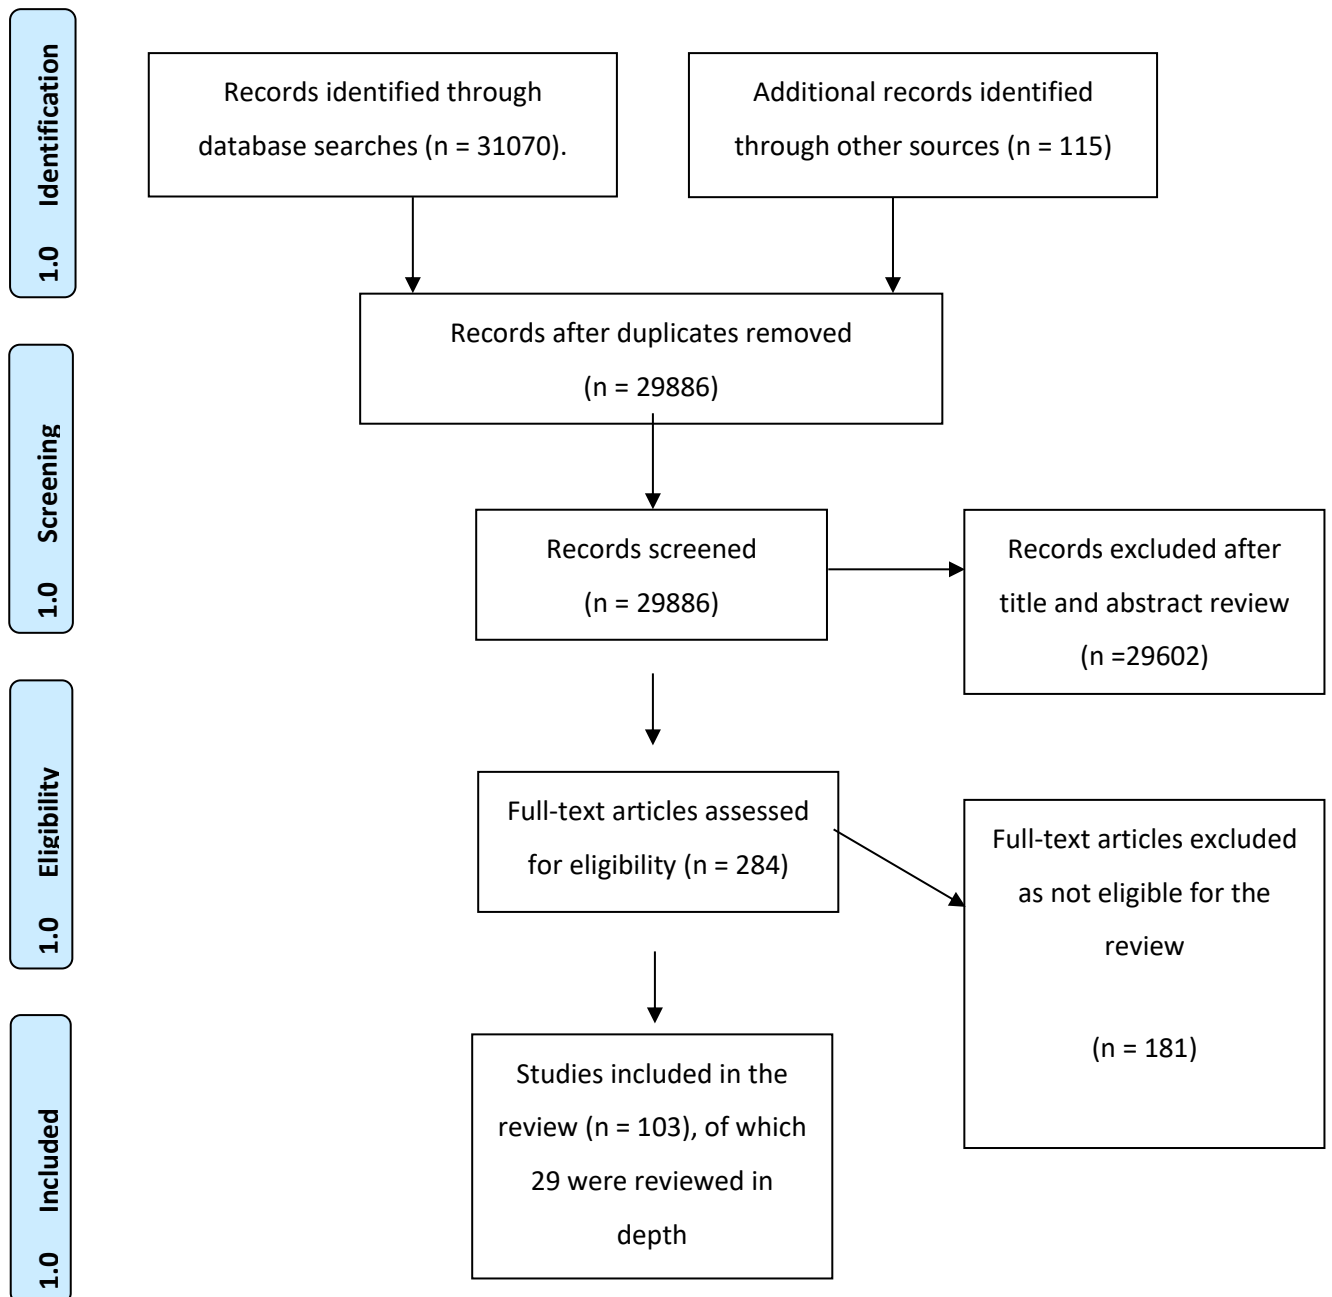 1.0 Identification
Records identified through
database searches (n = 31070).
Additional records identified
through other sources (n = 115)
Records after duplicates removed
(n = 29886)
1.0 Screening
Records screened
(n = 29886)
Records excluded after
title and abstract review
(n =29602)
1.0 Eligibility
Full-text articles assessed
for eligibility (n = 284)
Full-text articles excluded
as not eligible for the
review
(n = 181)
1.0 Included
Studies included in the
review (n = 103), of which
29 were reviewed in
depth